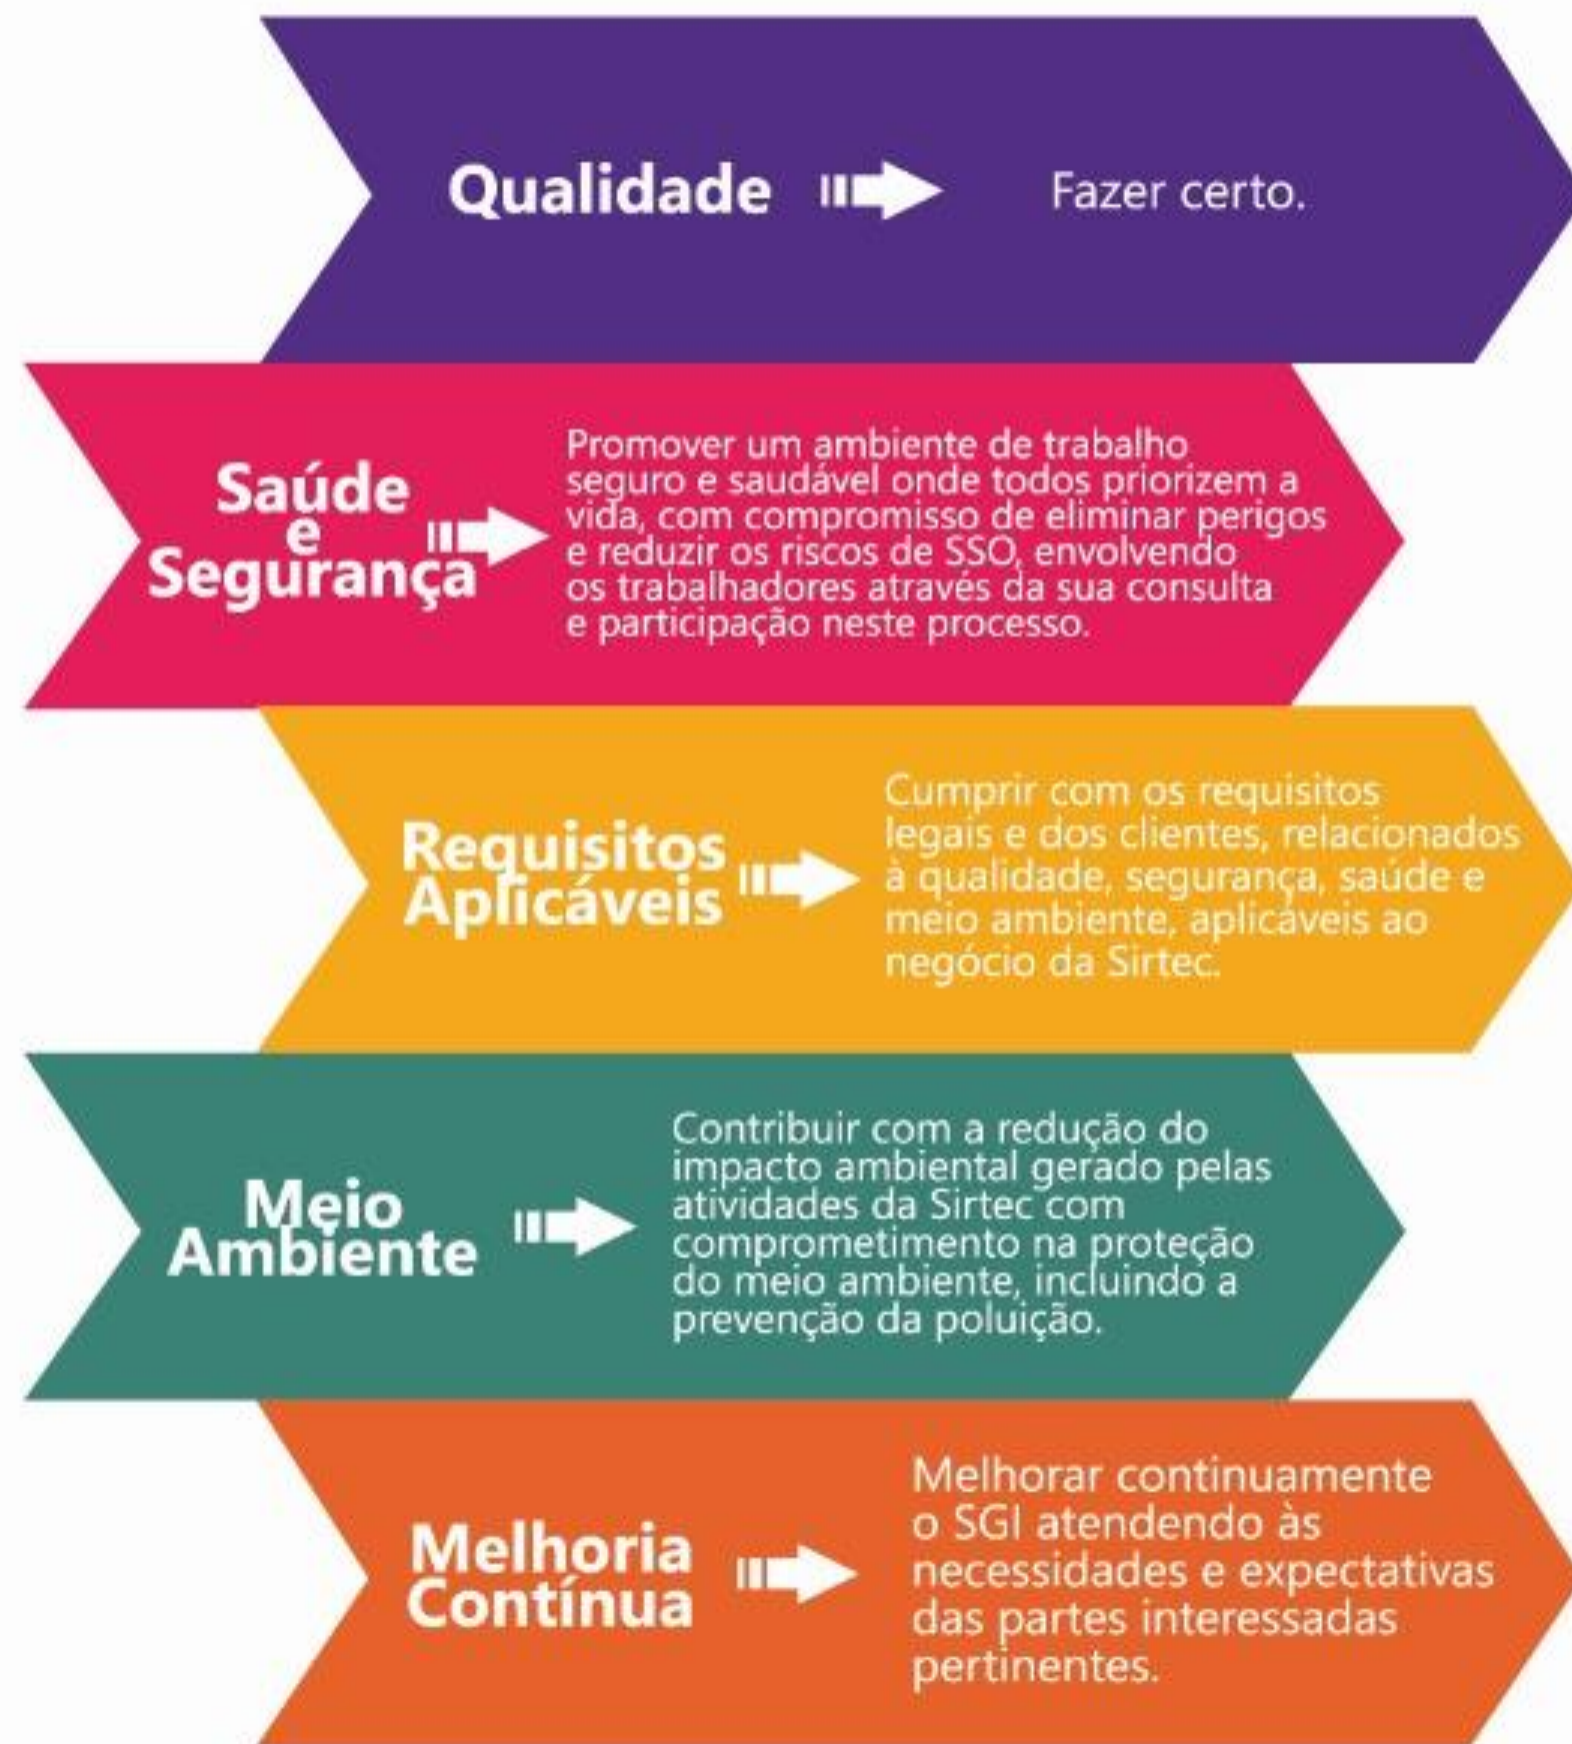 Qualidade
Fazer certo.
Saúde
e
Segurança
Promover um ambiente de trabalho
seguro e saudável onde todos priorizem a
vida, com compromisso de eliminar perigos
e reduzir os riscos de SSO, envolvendo
os trabalhadores através da sua consulta
e participação neste processo.
Requisitos
Aplicáveis
Cumprir com os requisitos
legais e dos clientes, relacionados
à qualidade, segurança, saúde e
meio ambiente, aplicáveis ao
negócio da Sirtec.
Meio
Ambiente
Contribuir com a redução do
impacto ambiental gerado pelas
atividades da Sirtec com
comprometimento na proteção
do meio ambiente, incluindo a
prevenção da poluição.
Melhoria
Contínua
Melhorar continuamente
o SGI atendendo às
necessidades e expectativas
das partes interessadas
pertinentes.